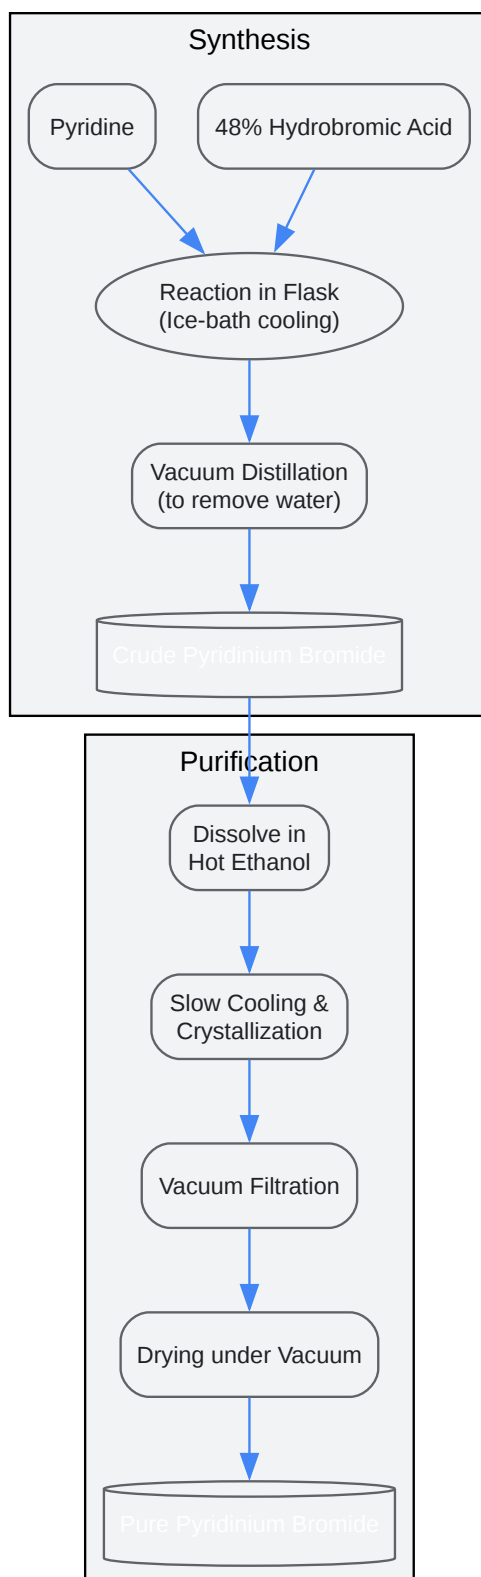 Synthesis
Pyridine
48% Hydrobromic Acid
Reaction in Flask
(Ice-bath cooling)
Vacuum Distillation
(to remove water)
Crude Pyridinium Bromide
Purification
Dissolve in
Hot Ethanol
Slow Cooling &
Crystallization
Vacuum Filtration
Drying under Vacuum
Pure Pyridinium Bromide